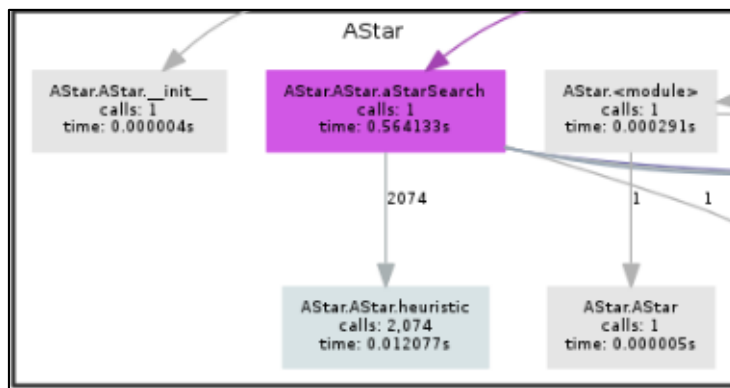 AStar
AStar.AStar.__init__
calls: 1
time: 0.000004s
AStar.AStar.aStarSearch
calls: 1
time: 0.564133s
AStar.<module>
calls: 1
time: 0.000291s
2074
1
1
AStar.AStar.heuristic
calls: 2,074
time: 0.012077s
AStar.AStar
calls: 1
time: 0.000005s